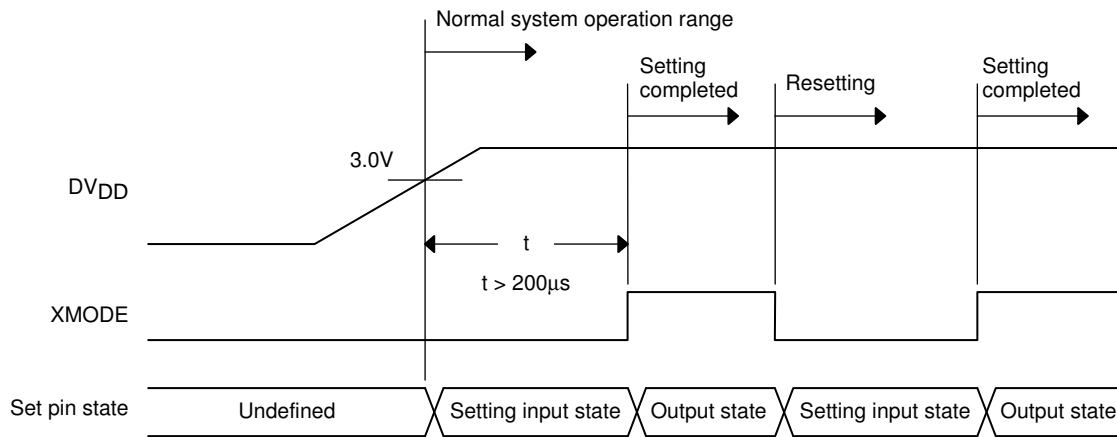 Normal system operation range
Setting
completed
Resetting
Setting
completed
3.0V
DVDD
t
t > 200μs
XMODE
Set pin state
Undefined
Setting input state
Output state
Setting input state
Output state